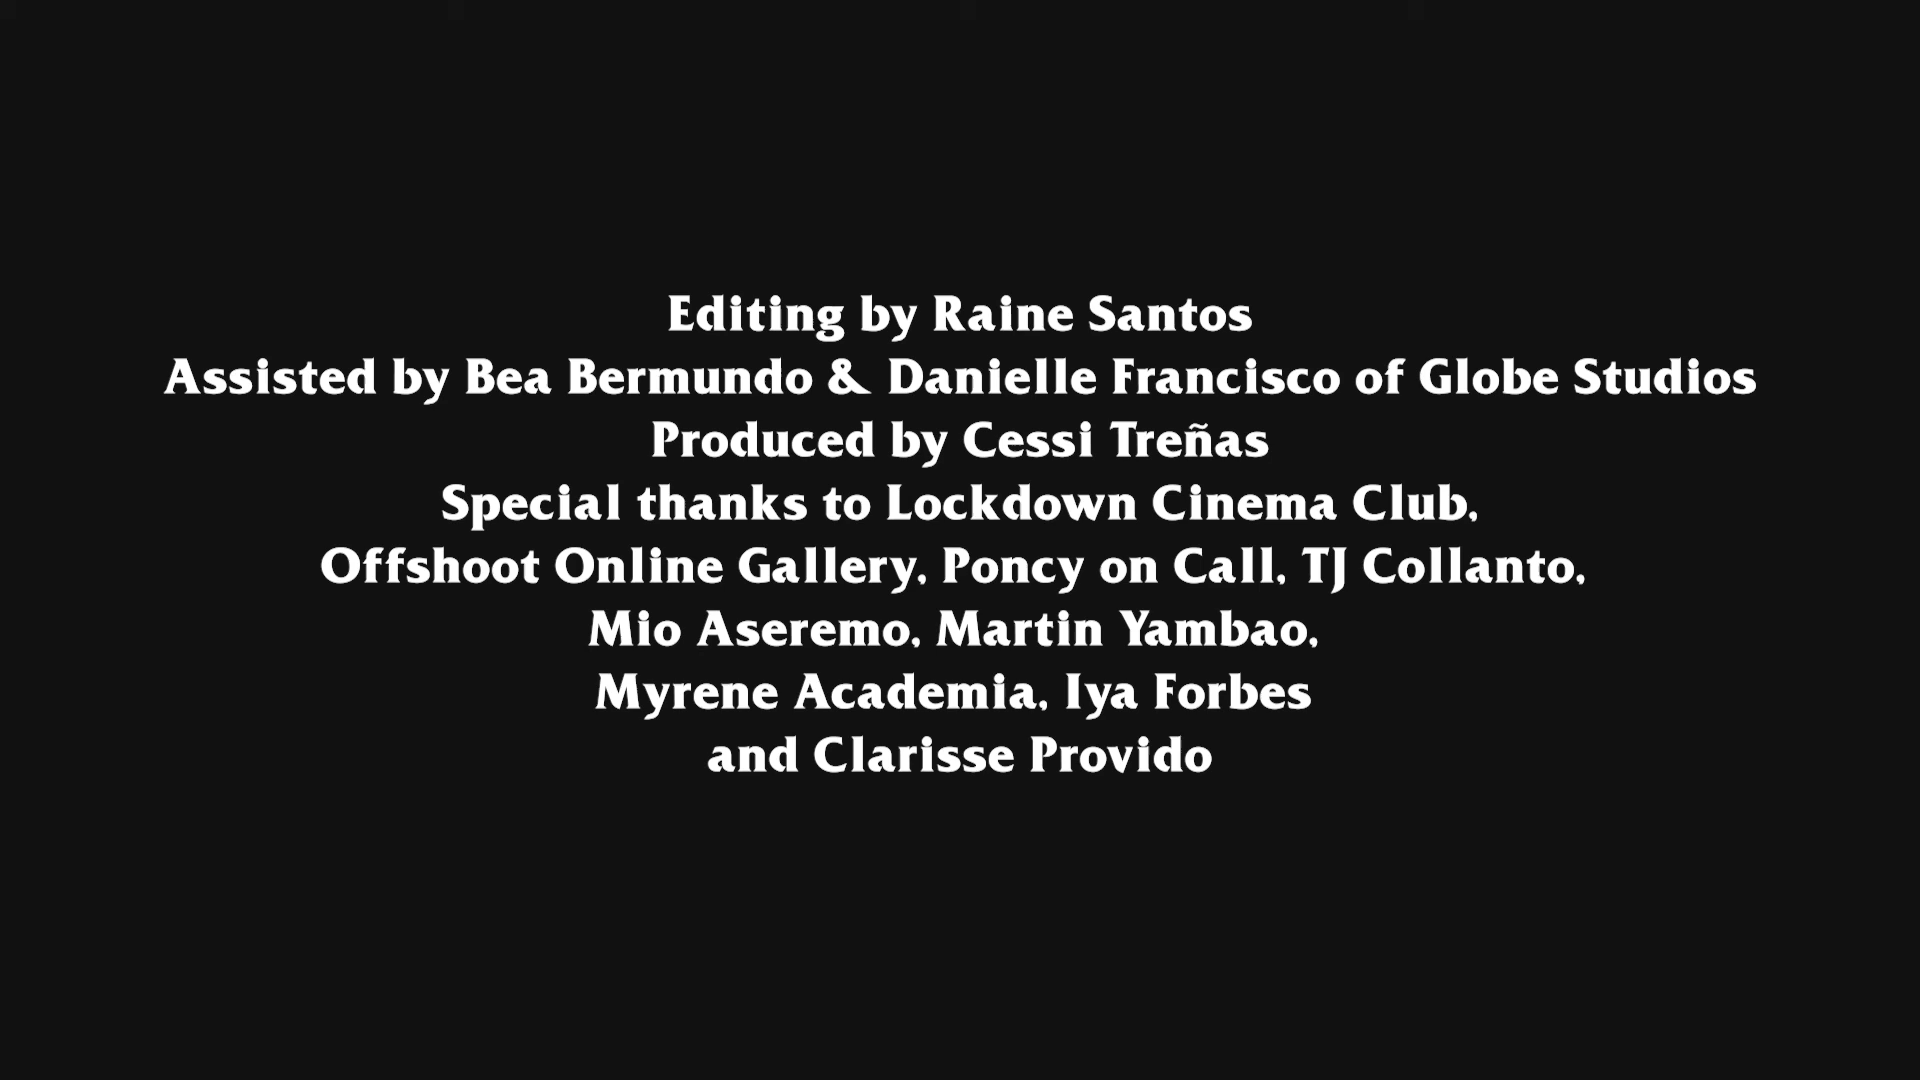 Editing by Raine Santos
Assisted by Bea Bermundo & Danielle Francisco of Globe Studios
Produced by Cessi Treñas
Special thanks to Lockdown Cinema Club,
Offshoot Online Gallery, Poncy on Call, TJ Collanto,
Mio Aseremo, Martin Yambao,
Myrene Academia, Iya Forbes
and Clarisse Provido